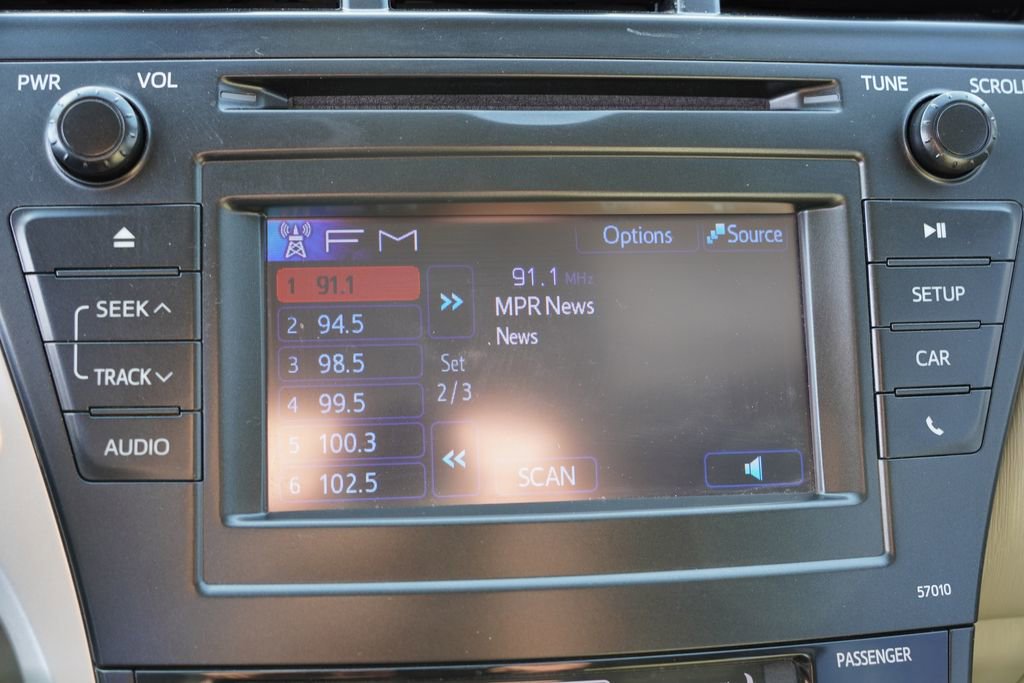 PWR VOL TUNE SCROLL
SEEK
TRACK
AUDIO
FM Options Source
1 91.1
2 94.5
3 98.5
4 99.5
5 100.3
6 102.5
Set
2/3
91.1 MHz
MPR News
News
SCAN
SETUP
CAR
57010
PASSENGER